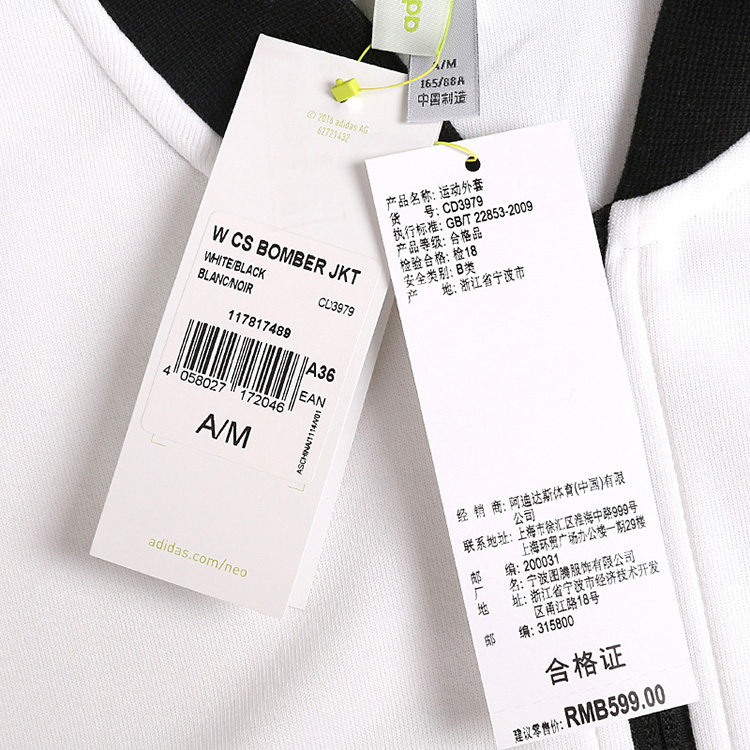 ddo
A/M
165/88A
中国制造
© 2016 adidas AG
62721452
W CS BOMBER JKT
WHITE/BLACK
BLANC/NOIR
CD3979
117817489
A36
4 058027 172046
EAN
A/M
ASCHINA/1114/V01
adidas.com/neo
产品名称: 运动外套
货 号: CD3979
执行标准: GB/T 22853-2009
产品等级: 合格品
检验合格: 检18
安全类别: B类
产 地: 浙江省宁波市
经 销 商: 阿迪达斯体育(中国)有限
公司
联系地址: 上海市徐汇区淮海中路999号
上海环贸广场办公楼一期29楼
邮 编: 200031
厂 名: 宁波图腾服饰有限公司
地 址: 浙江省宁波市经济技术开发
区甬江路18号
邮 编: 315800
合格证
建议零售价: RMB599.00